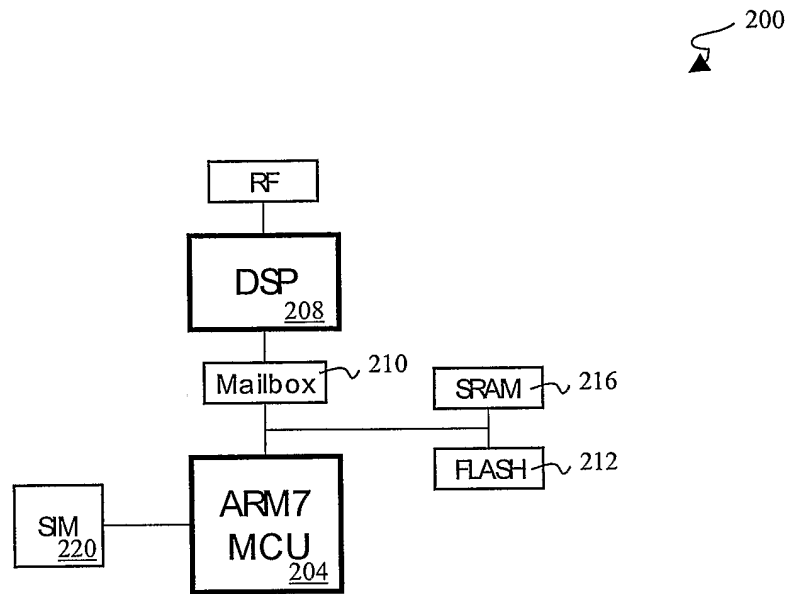 200
RF
DSP
208
Mailbox
210
SRAM
216
FLASH
212
ARM7
MCU
204
SIM
220